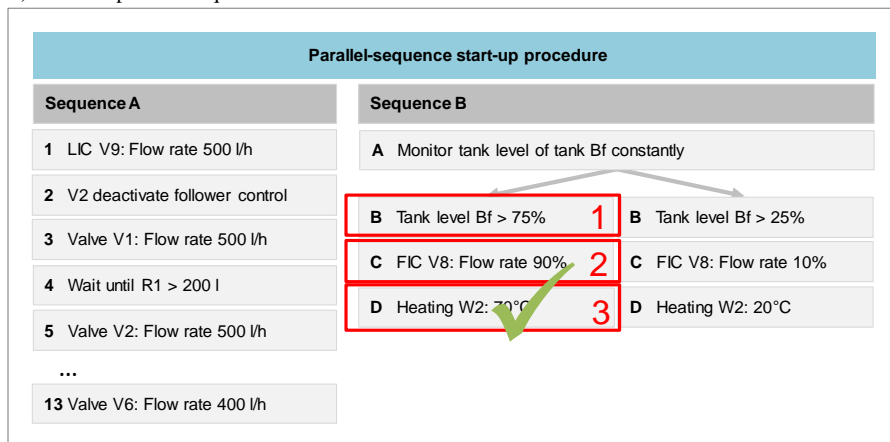 Parallel-sequence start-up procedure
Sequence A
1 LIC V9: Flow rate 500 l/h
2 V2 deactivate follower control
3 Valve V1: Flow rate 500 l/h
4 Wait until R1 > 200 l
5 Valve V2: Flow rate 500 l/h
...
13 Valve V6: Flow rate 400 l/h
Sequence B
A Monitor tank level of tank Bf constantly
B Tank level Bf > 75% 1
C FIC V8: Flow rate 90% 2
D Heating W2: 70°C 3
B Tank level Bf > 25%
C FIC V8: Flow rate 10%
D Heating W2: 20°C